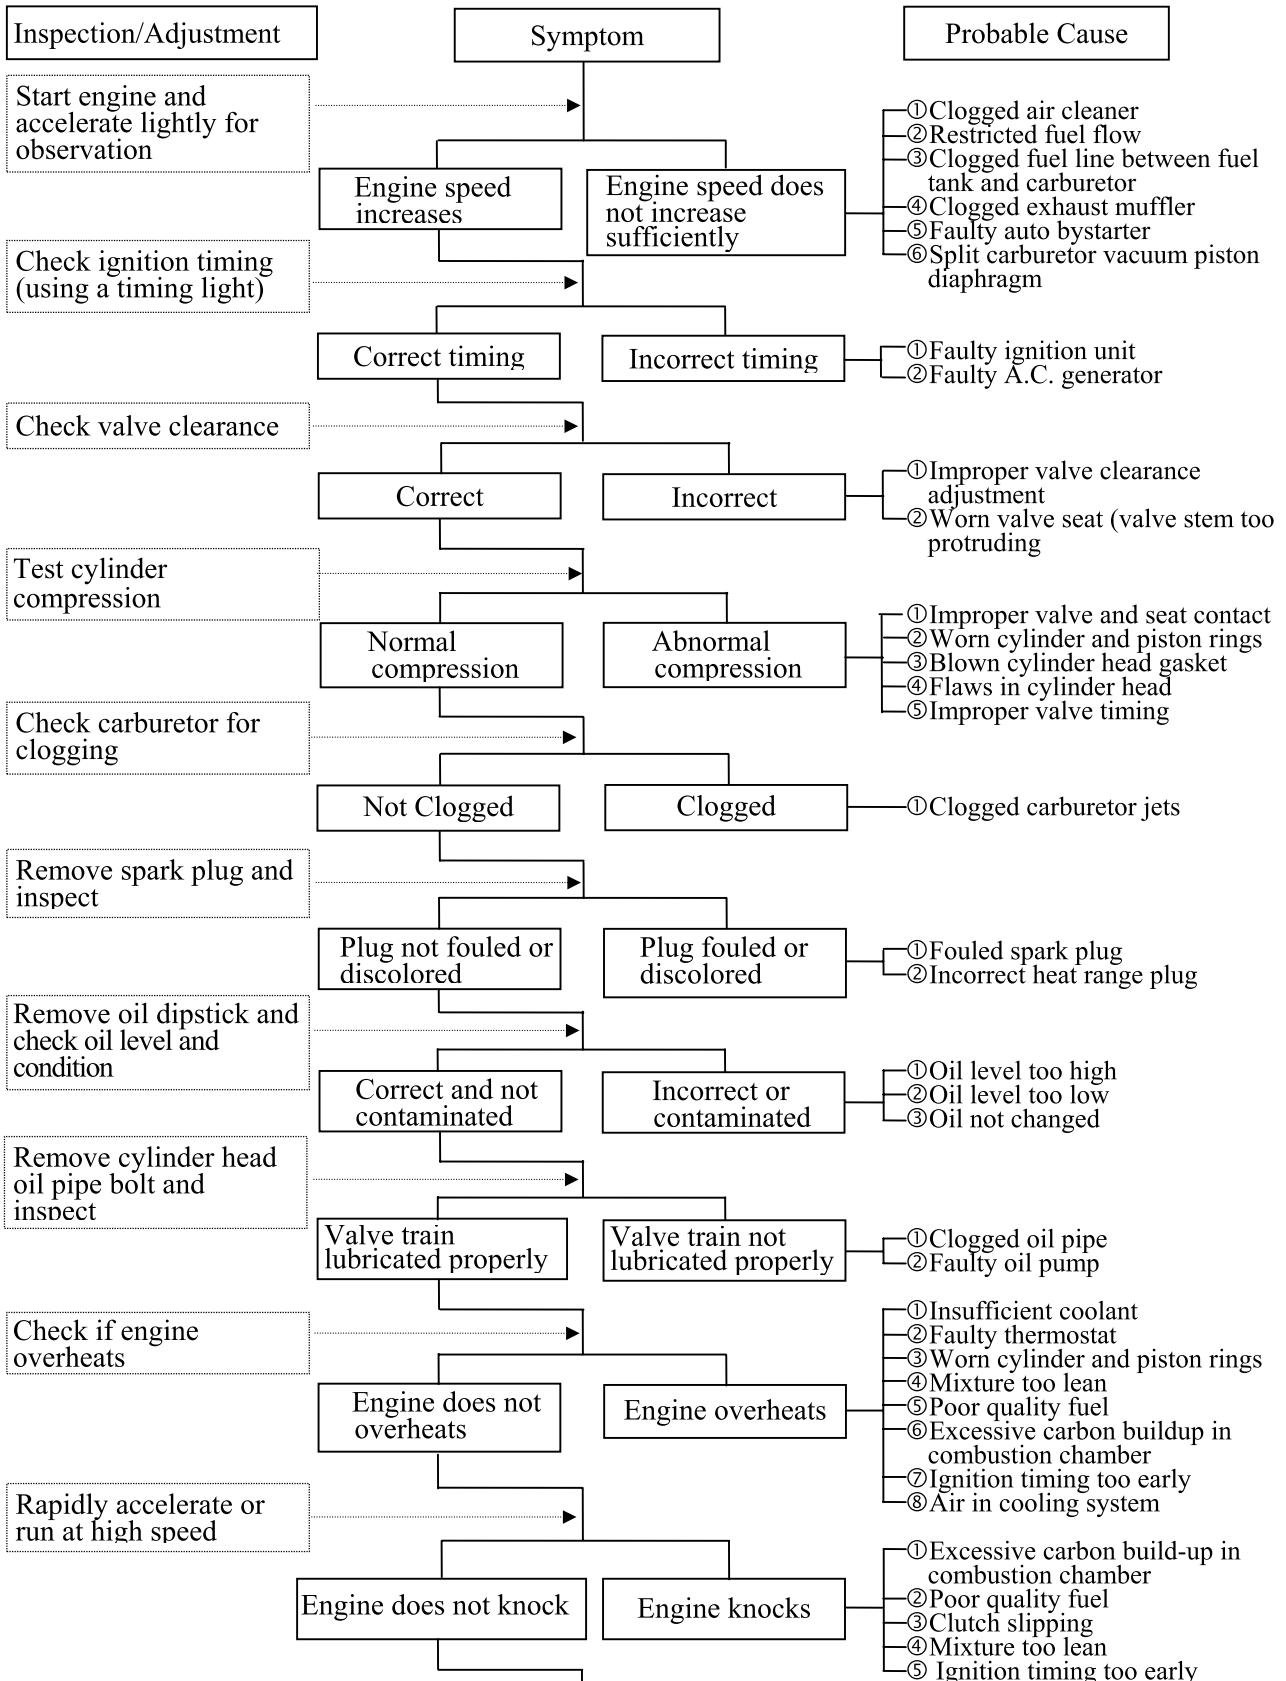 Inspection/Adjustment
Symptom
Probable Cause
Start engine and
accelerate lightly for
observation
Engine speed
increases
Engine speed does
not increase
sufficiently
①Clogged air cleaner
②Restricted fuel flow
③Clogged fuel line between fuel
tank and carburetor
④Clogged exhaust muffler
⑤Faulty auto bystarter
⑥Split carburetor vacuum piston
diaphragm
Check ignition timing
(using a timing light)
Correct timing
Incorrect timing
①Faulty ignition unit
②Faulty A.C. generator
Check valve clearance
Correct
Incorrect
①Improper valve clearance
adjustment
②Worn valve seat (valve stem too
protruding
Test cylinder
compression
Normal
compression
Abnormal
compression
①Improper valve and seat contact
②Worn cylinder and piston rings
③Blown cylinder head gasket
④Flaws in cylinder head
⑤Improper valve timing
Check carburetor for
clogging
Not Clogged
Clogged
①Clogged carburetor jets
Remove spark plug and
inspect
Plug not fouled or
discolored
Plug fouled or
discolored
①Fouled spark plug
②Incorrect heat range plug
Remove oil dipstick and
check oil level and
condition
Correct and not
contaminated
Incorrect or
contaminated
①Oil level too high
②Oil level too low
③Oil not changed
Remove cylinder head
oil pipe bolt and
inspect
Valve train
lubricated properly
Valve train not
lubricated properly
①Clogged oil pipe
②Faulty oil pump
Check if engine
overheats
Engine does not
overheats
Engine overheats
①Insufficient coolant
②Faulty thermostat
③Worn cylinder and piston rings
④Mixture too lean
⑤Poor quality fuel
⑥Excessive carbon buildup in
combustion chamber
⑦Ignition timing too early
⑧Air in cooling system
Rapidly accelerate or
run at high speed
Engine does not knock
Engine knocks
①Excessive carbon build-up in
combustion chamber
②Poor quality fuel
③Clutch slipping
④Mixture too lean
⑤ Ignition timing too early